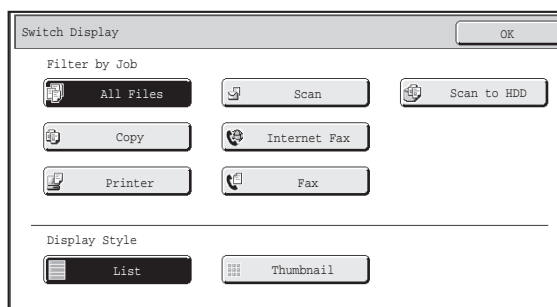 Switch Display
OK
Filter by Job
All Files
Scan
Scan to HDD
Copy
Internet Fax
Printer
Fax
Display Style
List
Thumbnail